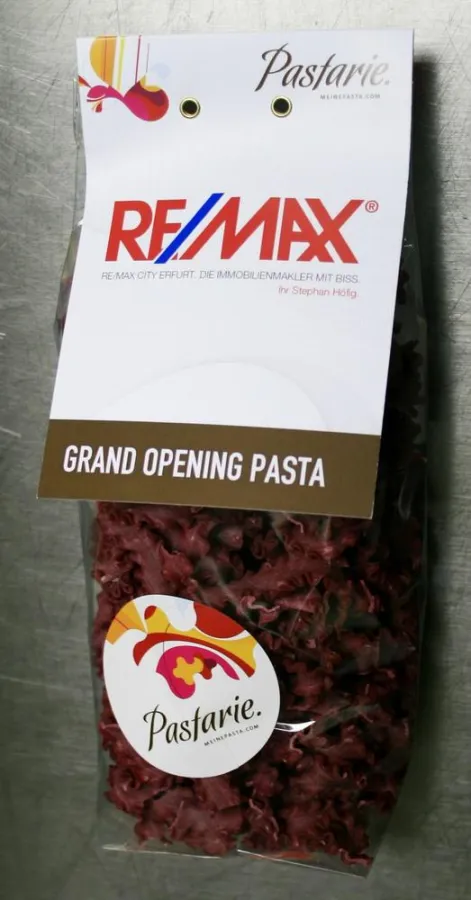 Pastarie.
MEINEPASTA.COM
RE/MAX®
RE/MAX CITY ERFURT. DIE IMMOBILIENMAKLER MIT BISS.
Ihr Stephan Höfig.
GRAND OPENING PASTA
Pastarie.
MEINEPASTA.COM